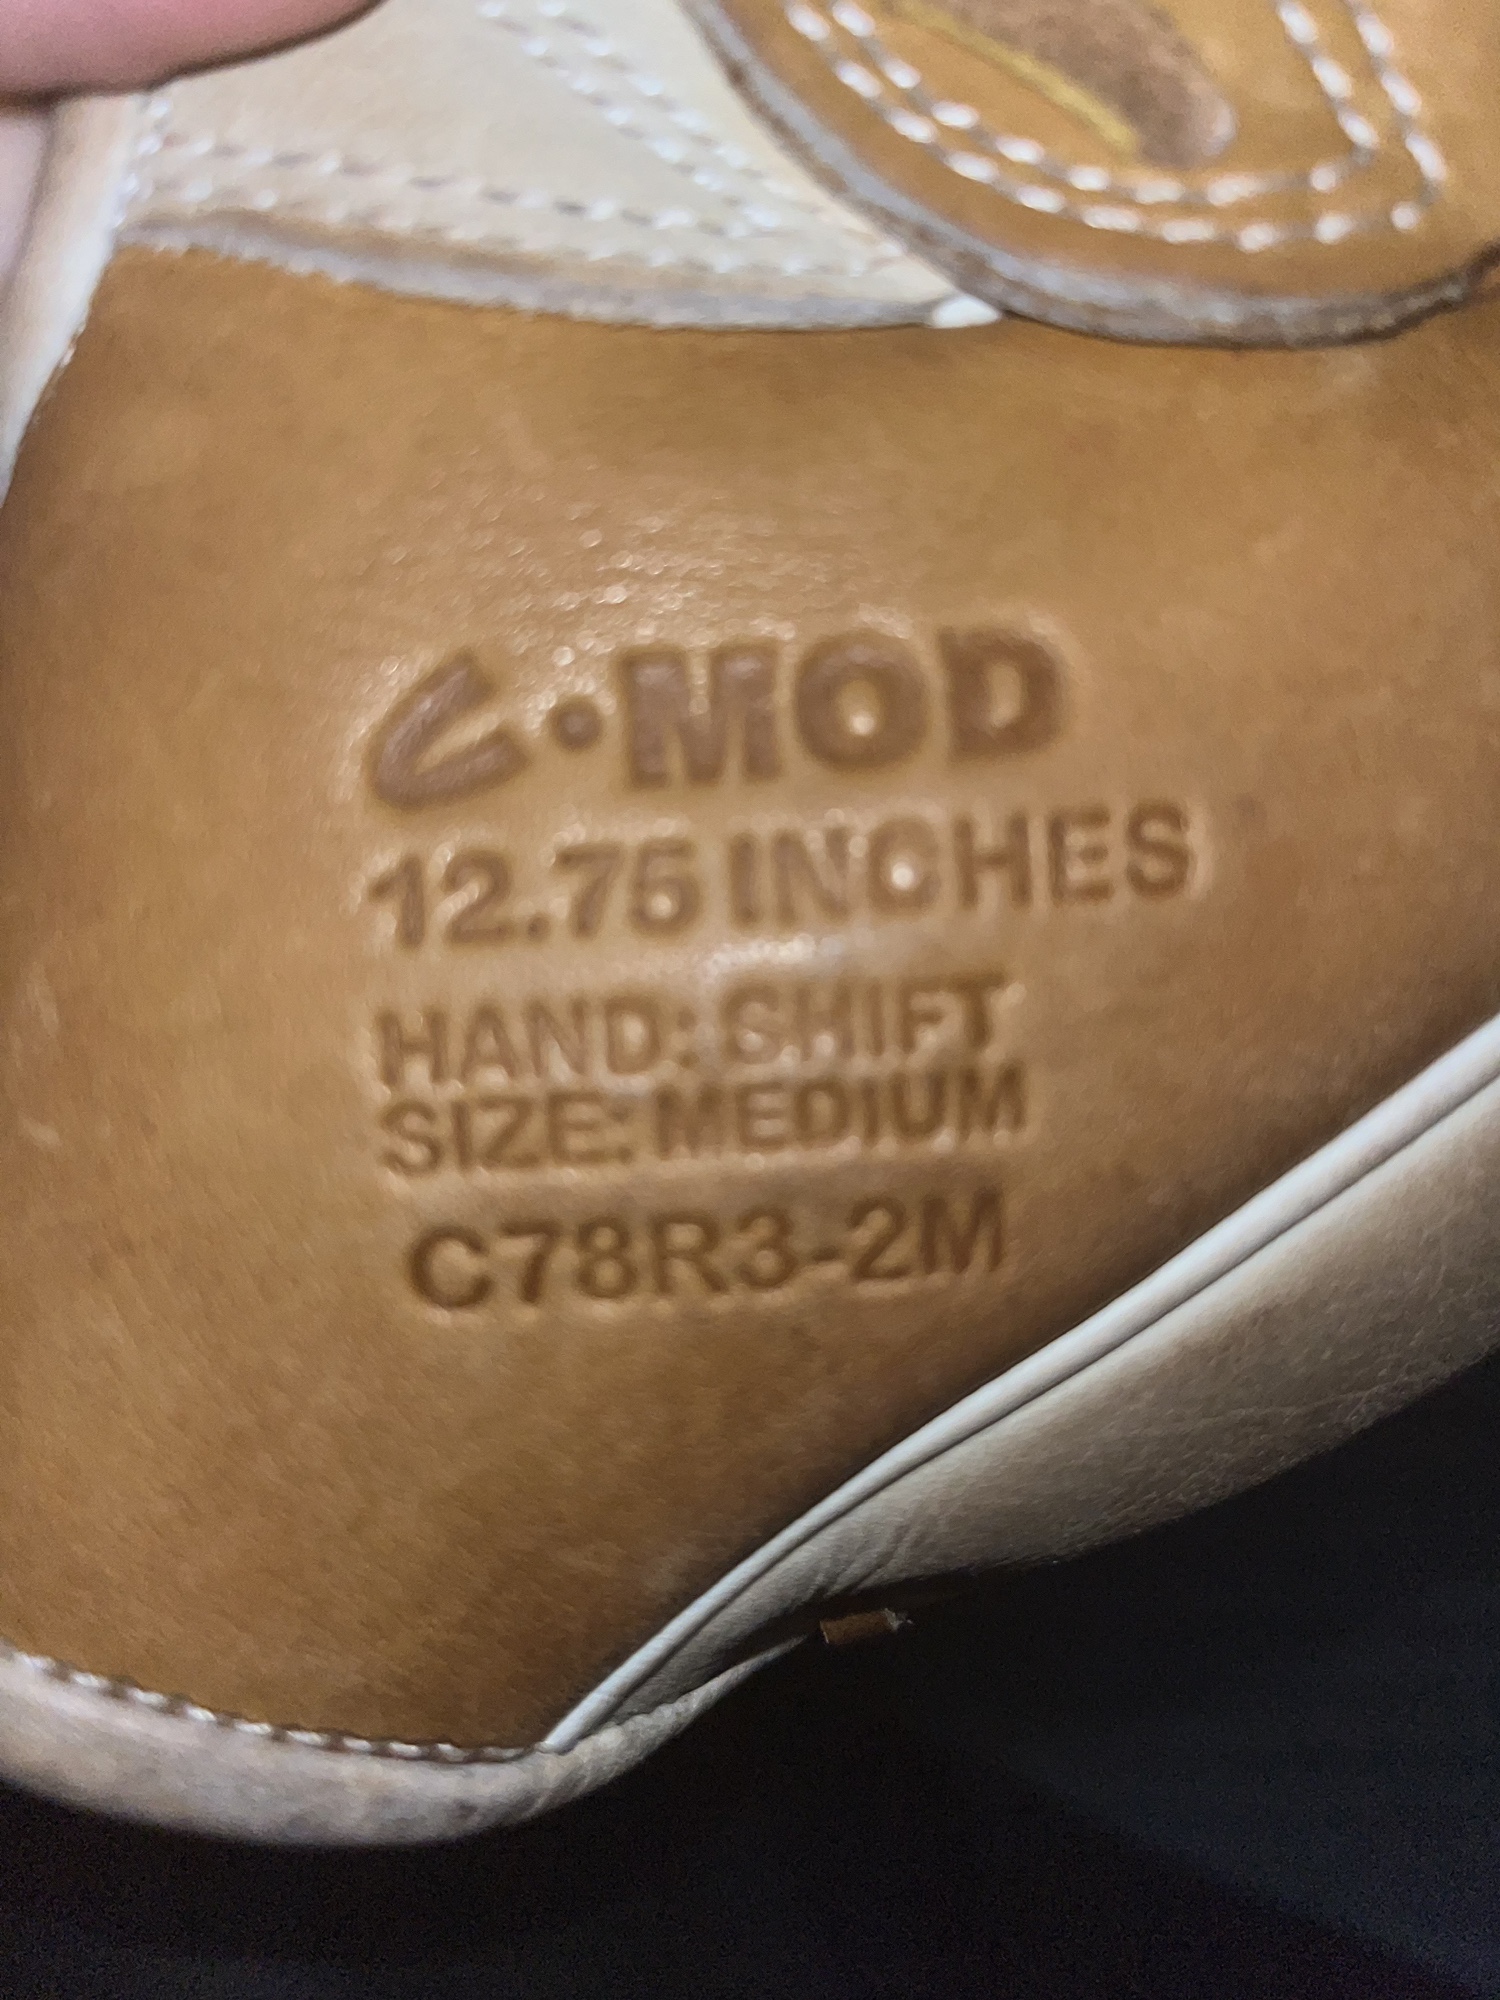 C•MOD
12.75 INCHES
HAND: SHIFT
SIZE: MEDIUM
C78R3-2M